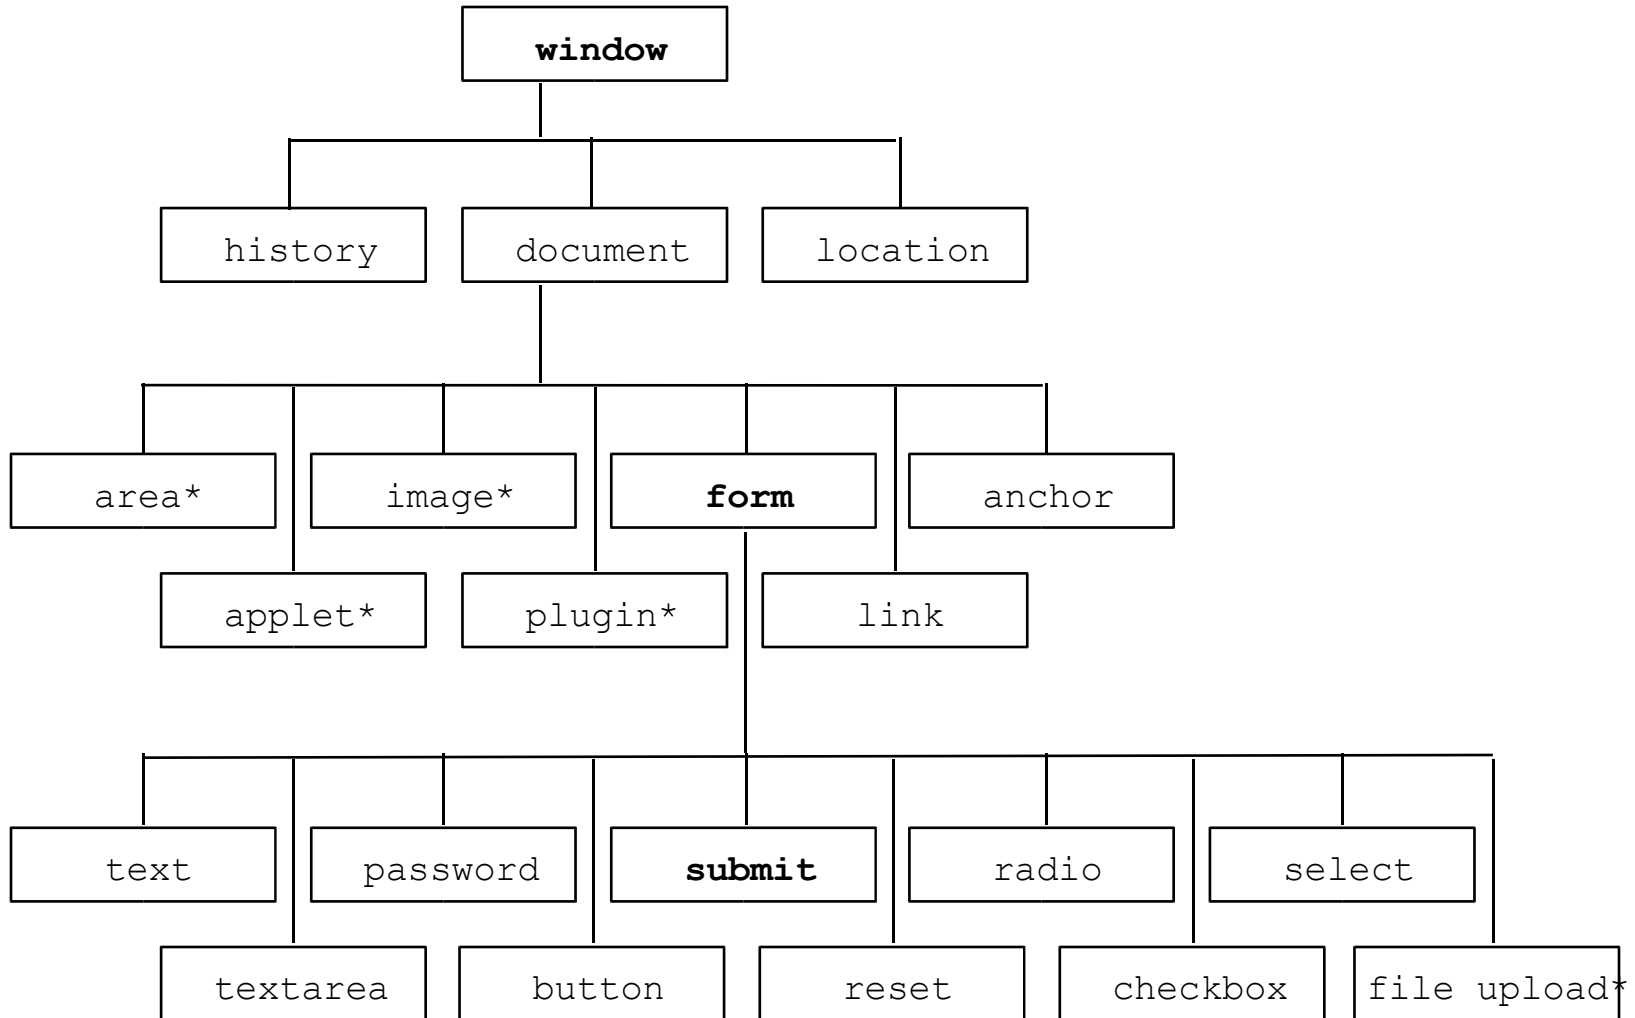 window
history document location
area* image* form anchor
applet* plugin* link
text password submit radio select
textarea button reset checkbox file upload*